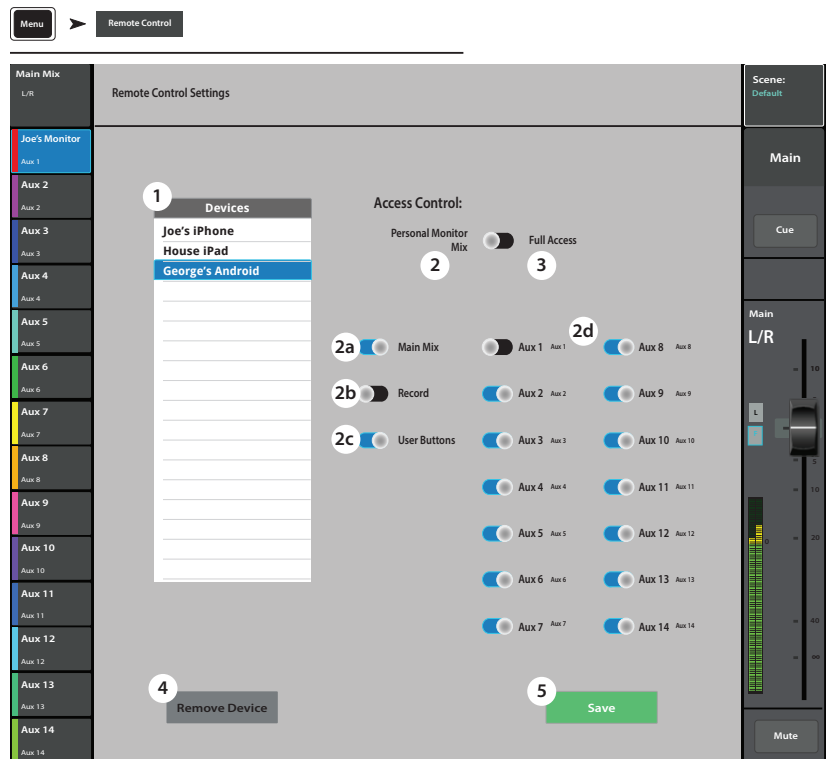 Menu
Remote Control
Main Mix
L/R
Joe's Monitor
Aux 1
Aux 2
Aux 2
Aux 3
Aux 3
Aux 4
Aux 4
Aux 5
Aux 5
Aux 6
Aux 6
Aux 7
Aux 7
Aux 8
Aux 8
Aux 9
Aux 9
Aux 10
Aux 10
Aux 11
Aux 11
Aux 12
Aux 12
Aux 13
Aux 13
Aux 14
Aux 14
Remote Control Settings
1
Devices
Joe's iPhone
House iPad
George's Android
Access Control:
Personal Monitor
Mix
Full Access
2
3
2a
Main Mix
2b
Record
2c
User Buttons
2d
Aux 1 Aux 1
Aux 2 Aux 2
Aux 3 Aux 3
Aux 4 Aux 4
Aux 5 Aux 5
Aux 6 Aux 6
Aux 7 Aux 7
Aux 8 Aux 8
Aux 9 Aux 9
Aux 10 Aux 10
Aux 11 Aux 11
Aux 12 Aux 12
Aux 13 Aux 13
Aux 14 Aux 14
4
Remove Device
5
Save
Scene:
Default
Main
Cue
Main
L/R
10
L
5
10
0
20
40
∞
Mute